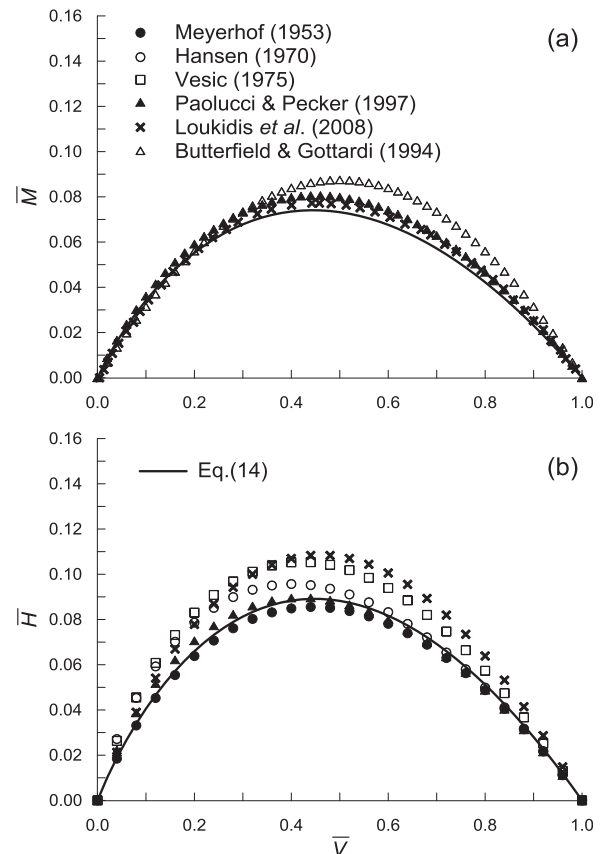 0.16
0.14
0.12
0.10
0.08
0.06
0.04
0.02
0.00
M
Meyerhof (1953)
Hansen (1970)
Vesic (1975)
Paolucci & Pecker (1997)
Loukidis et al. (2008)
Butterfield & Gottardi (1994)
(a)
0.0 0.2 0.4 0.6 0.8 1.0
0.16
0.14
0.12
0.10
0.08
0.06
0.04
0.02
0.00
H
Eq.(14)
(b)
0.0 0.2 0.4 0.6 0.8 1.0
V